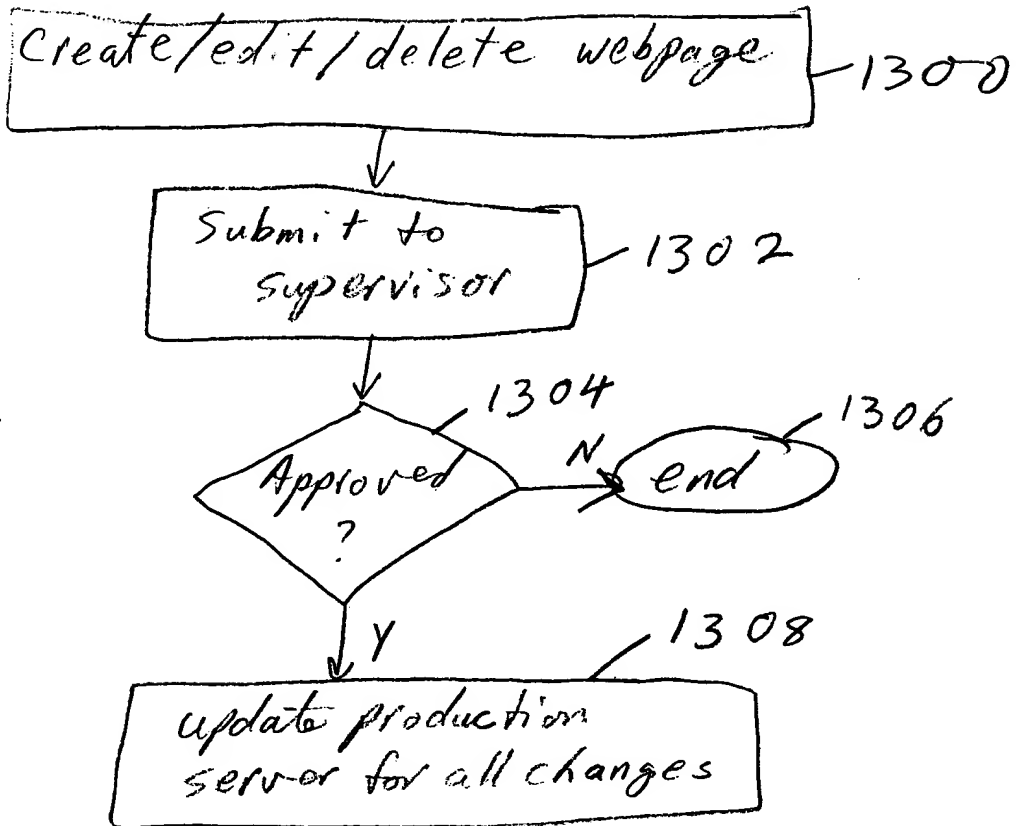 Create/edit/delete webpage
1300
Submit to
supervisor
1302
1304
Approved
?
N
end
1306
Y
1308
update production
server for all changes